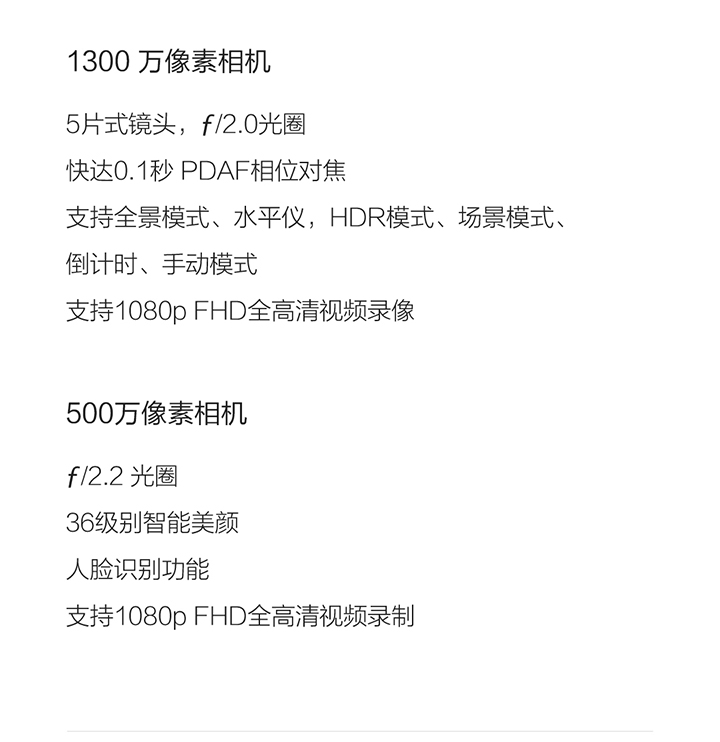 1300 万像素相机
5片式镜头，ƒ/2.0光圈
快达0.1秒 PDAF相位对焦
支持全景模式、水平仪，HDR模式、场景模式、
倒计时、手动模式
支持1080p FHD全高清视频录像
500万像素相机
ƒ/2.2 光圈
36级别智能美颜
人脸识别功能
支持1080p FHD全高清视频录制